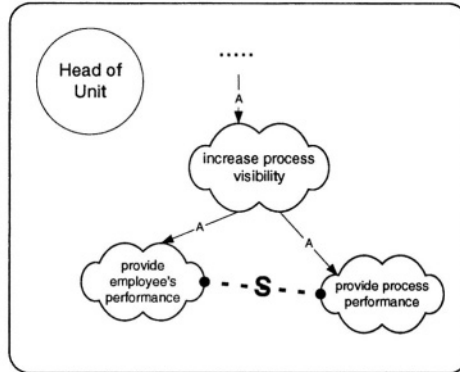 Head of
Unit
.....
A
increase process
visibility
A
A
provide
employee's
performance
S
provide process
performance